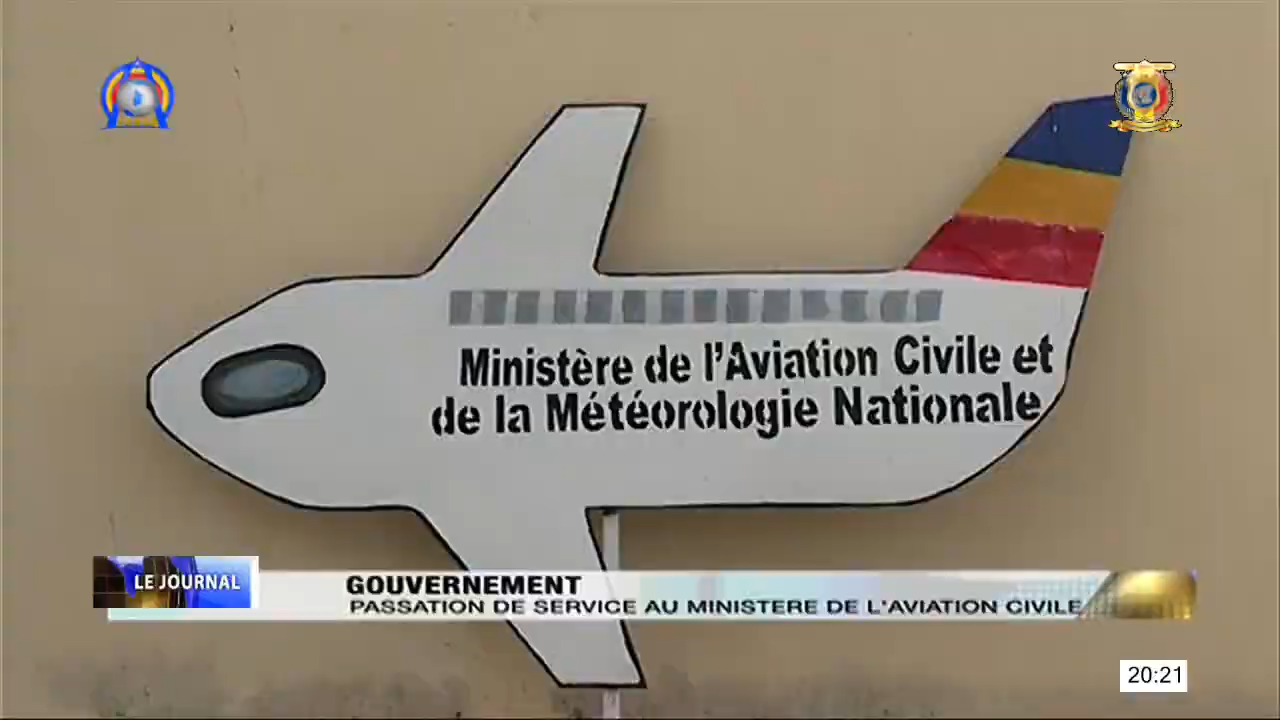 Ministère de l'Aviation Civile et
de la Météorologie Nationale
LE JOURNAL
GOUVERNEMENT
PASSATION DE SERVICE AU MINISTERE DE L'AVIATION CIVILE
20:21